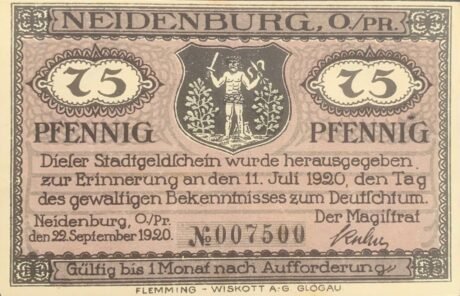 NEIDENBURG, O/PR.
75 75
PFENNIG PFENNIG
Dieser Stadtgeldschein wurde herausgegeben
zur Erinnerung an den 11. Juli 1920, den Tag
des gewaltigen Bekenntnisses zum Deutschtum.
Neidenburg, O/Pr. Der Magistrat
den 22. September 1920. No 007500
Gültig bis 1 Monat nach Aufforderung
FLEMMING - WISKOTT A.-G. GLOGAU